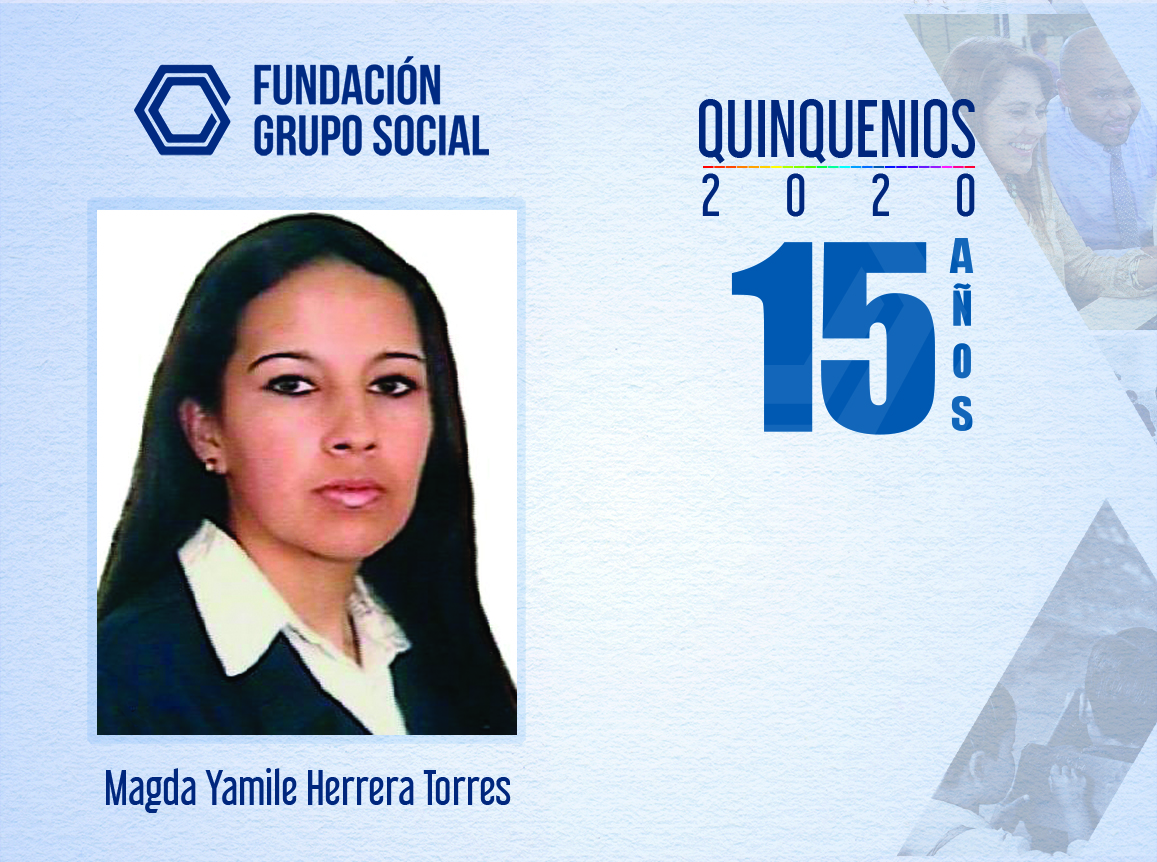 FUNDACIÓN
GRUPO SOCIAL
QUINQUENIOS
2020
15
AÑOS
Magda Yamile Herrera Torres